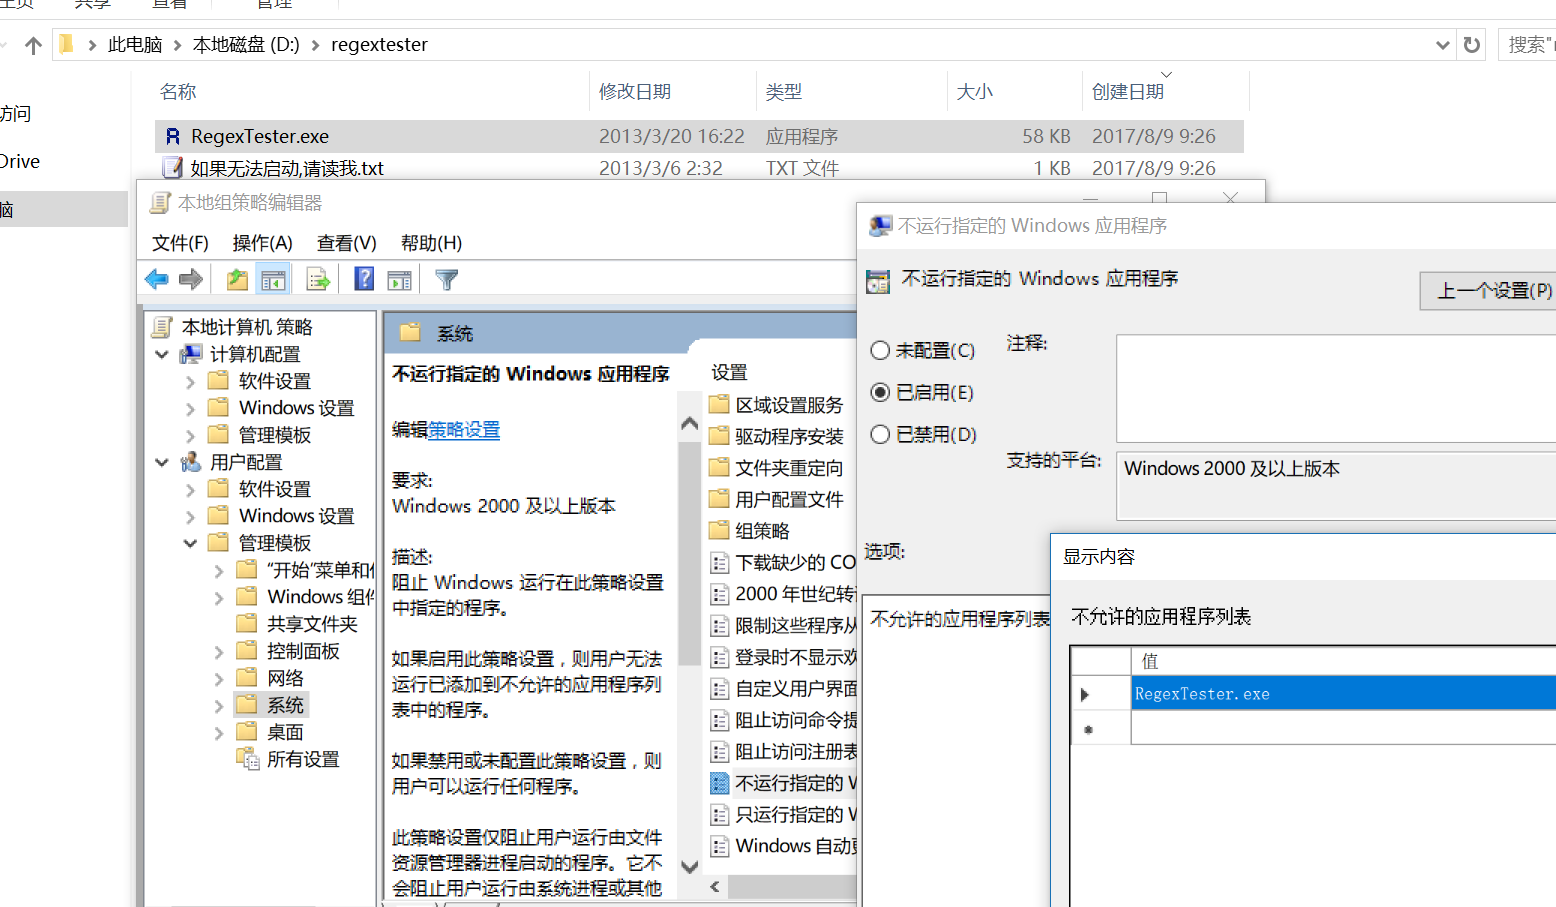 共享
查看
管理
此电脑 本地磁盘 (D:) regextester
搜索"
名称 修改日期 类型 大小 创建日期
RegexTester.exe 2013/3/20 16:22 应用程序 58 KB 2017/8/9 9:26
如果无法启动,请读我.txt 2013/3/6 2:32 TXT 文件 1 KB 2017/8/9 9:26
访问
Drive
脑
本地组策略编辑器
文件(F) 操作(A) 查看(V) 帮助(H)
本地计算机 策略
计算机配置
软件设置
Windows 设置
管理模板
用户配置
软件设置
Windows 设置
管理模板
“开始”菜单和
Windows 组件
共享文件夹
控制面板
网络
系统
桌面
所有设置
系统
不运行指定的 Windows 应用程序
编辑策略设置
要求:
Windows 2000 及以上版本
描述:
阻止 Windows 运行在此策略设置
中指定的程序。
如果启用此策略设置，则用户无法
运行已添加到不允许的应用程序列
表中的程序。
如果禁用或未配置此策略设置，则
用户可以运行任何程序。
此策略设置仅阻止用户运行由文件
资源管理器进程启动的程序。它不
会阻止用户运行由系统进程或其他
设置
区域设置服务
驱动程序安装
文件夹重定向
用户配置文件
组策略
下载缺少的 CO
2000 年世纪转
限制这些程序从
登录时不显示欢
自定义用户界面
阻止访问命令提
阻止访问注册表
不运行指定的 W
只运行指定的 W
Windows 自动更
不运行指定的 Windows 应用程序
不运行指定的 Windows 应用程序
上一个设置(P)
未配置(C)
已启用(E)
已禁用(D)
注释:
支持的平台:
Windows 2000 及以上版本
选项:
不允许的应用程序列表
显示内容
不允许的应用程序列表
值
RegexTester.exe